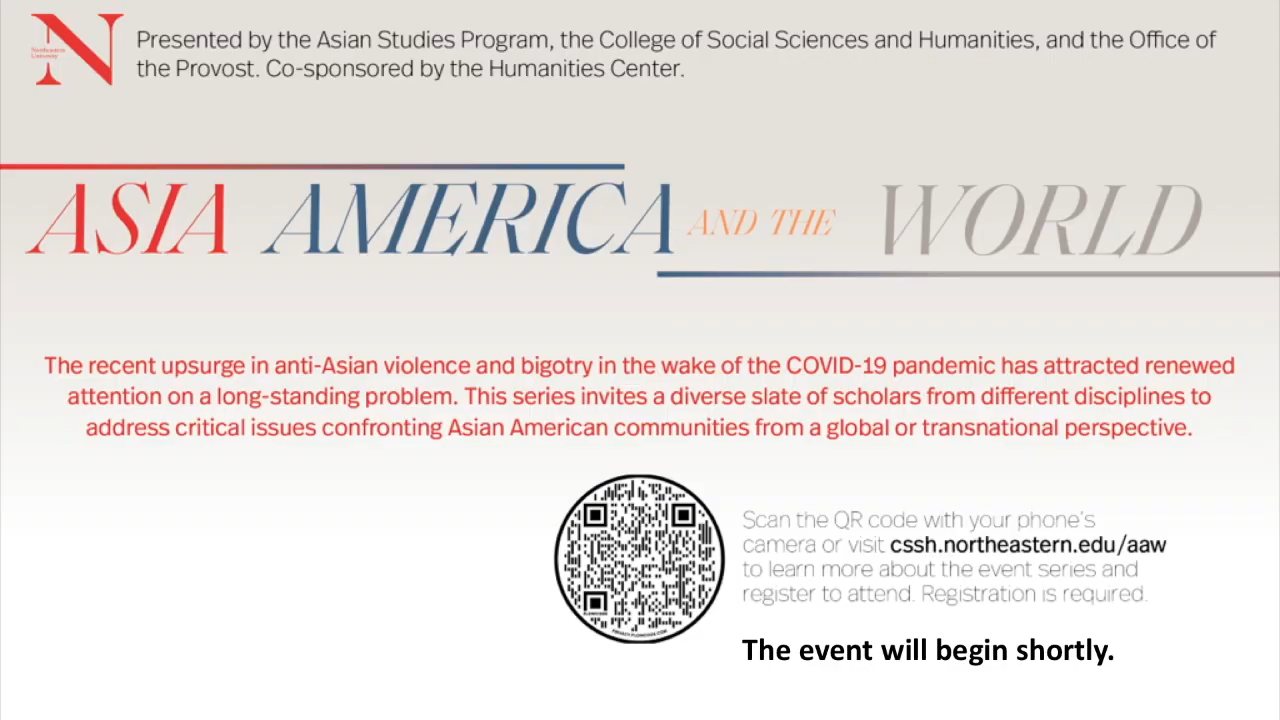 Northeastern
University
Presented by the Asian Studies Program, the College of Social Sciences and Humanities, and the Office of
the Provost. Co-sponsored by the Humanities Center.
ASIA AMERICA AND THE WORLD
The recent upsurge in anti-Asian violence and bigotry in the wake of the COVID-19 pandemic has attracted renewed
attention on a long-standing problem. This series invites a diverse slate of scholars from different disciplines to
address critical issues confronting Asian American communities from a global or transnational perspective.
Scan the QR code with your phone's
camera or visit cssh.northeastern.edu/aaw
to learn more about the event series and
register to attend. Registration is required.
PRIVACY.FLOWCODE.COM
The event will begin shortly.